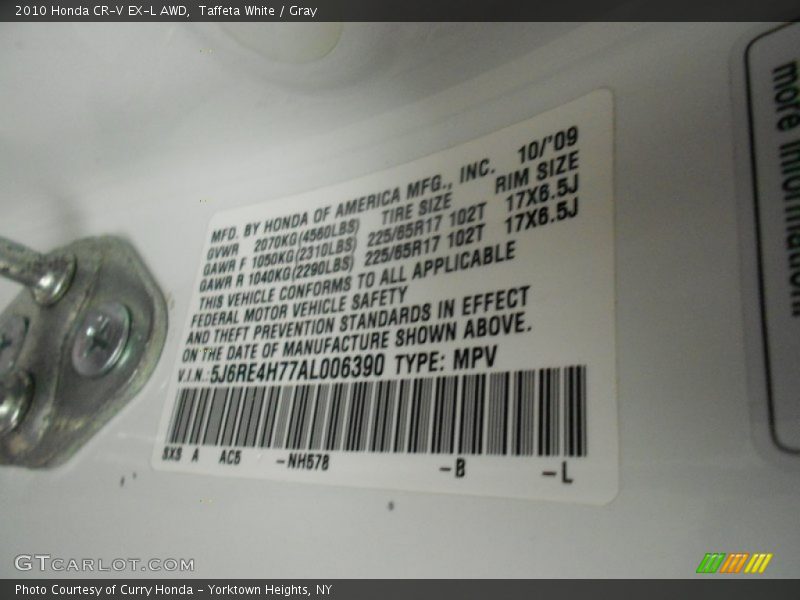 2010 Honda CR-V EX-L AWD,  Taffeta White / Gray
MFD. BY HONDA OF AMERICA MFG., INC. 10/'09
GVWR 2070KG(4560LBS) TIRE SIZE RIM SIZE
GAWR F 1050KG(2310LBS) 225/65R17 102T 17X6.5J
GAWR R 1040KG(2290LBS) 225/65R17 102T 17X6.5J
THIS VEHICLE CONFORMS TO ALL APPLICABLE
FEDERAL MOTOR VEHICLE SAFETY
AND THEFT PREVENTION STANDARDS IN EFFECT
ON THE DATE OF MANUFACTURE SHOWN ABOVE.
V.I.N.:5J6RE4H77AL006390 TYPE: MPV
SXS A AC5 -NH578 -B -L
more information
GTCARLOT.COM
Photo Courtesy of Curry Honda - Yorktown Heights, NY